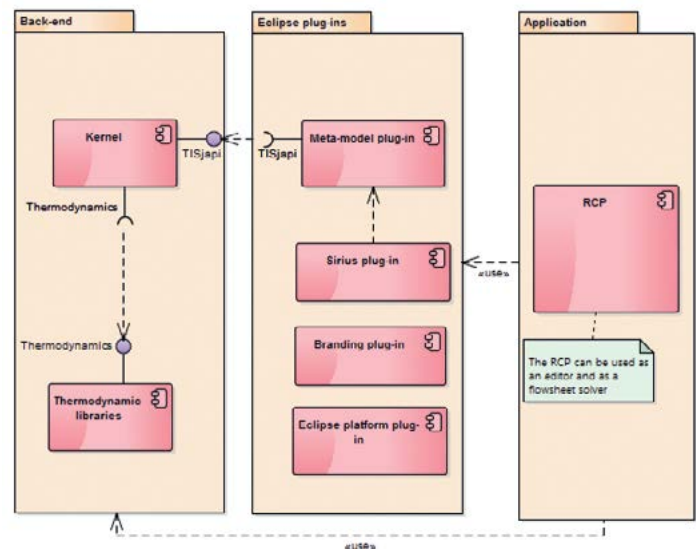 Back-end
Eclipse plug-ins
Application
Kernel
TISjapi
TISjapi
Meta-model plug-in
Thermodynamics
RCP
Sirius plug-in
«use»
Branding plug-in
Thermodynamics
The RCP can be used as
an editor and as a
flowsheet solver
Thermodynamic
libraries
Eclipse platform plug-
in
«use»